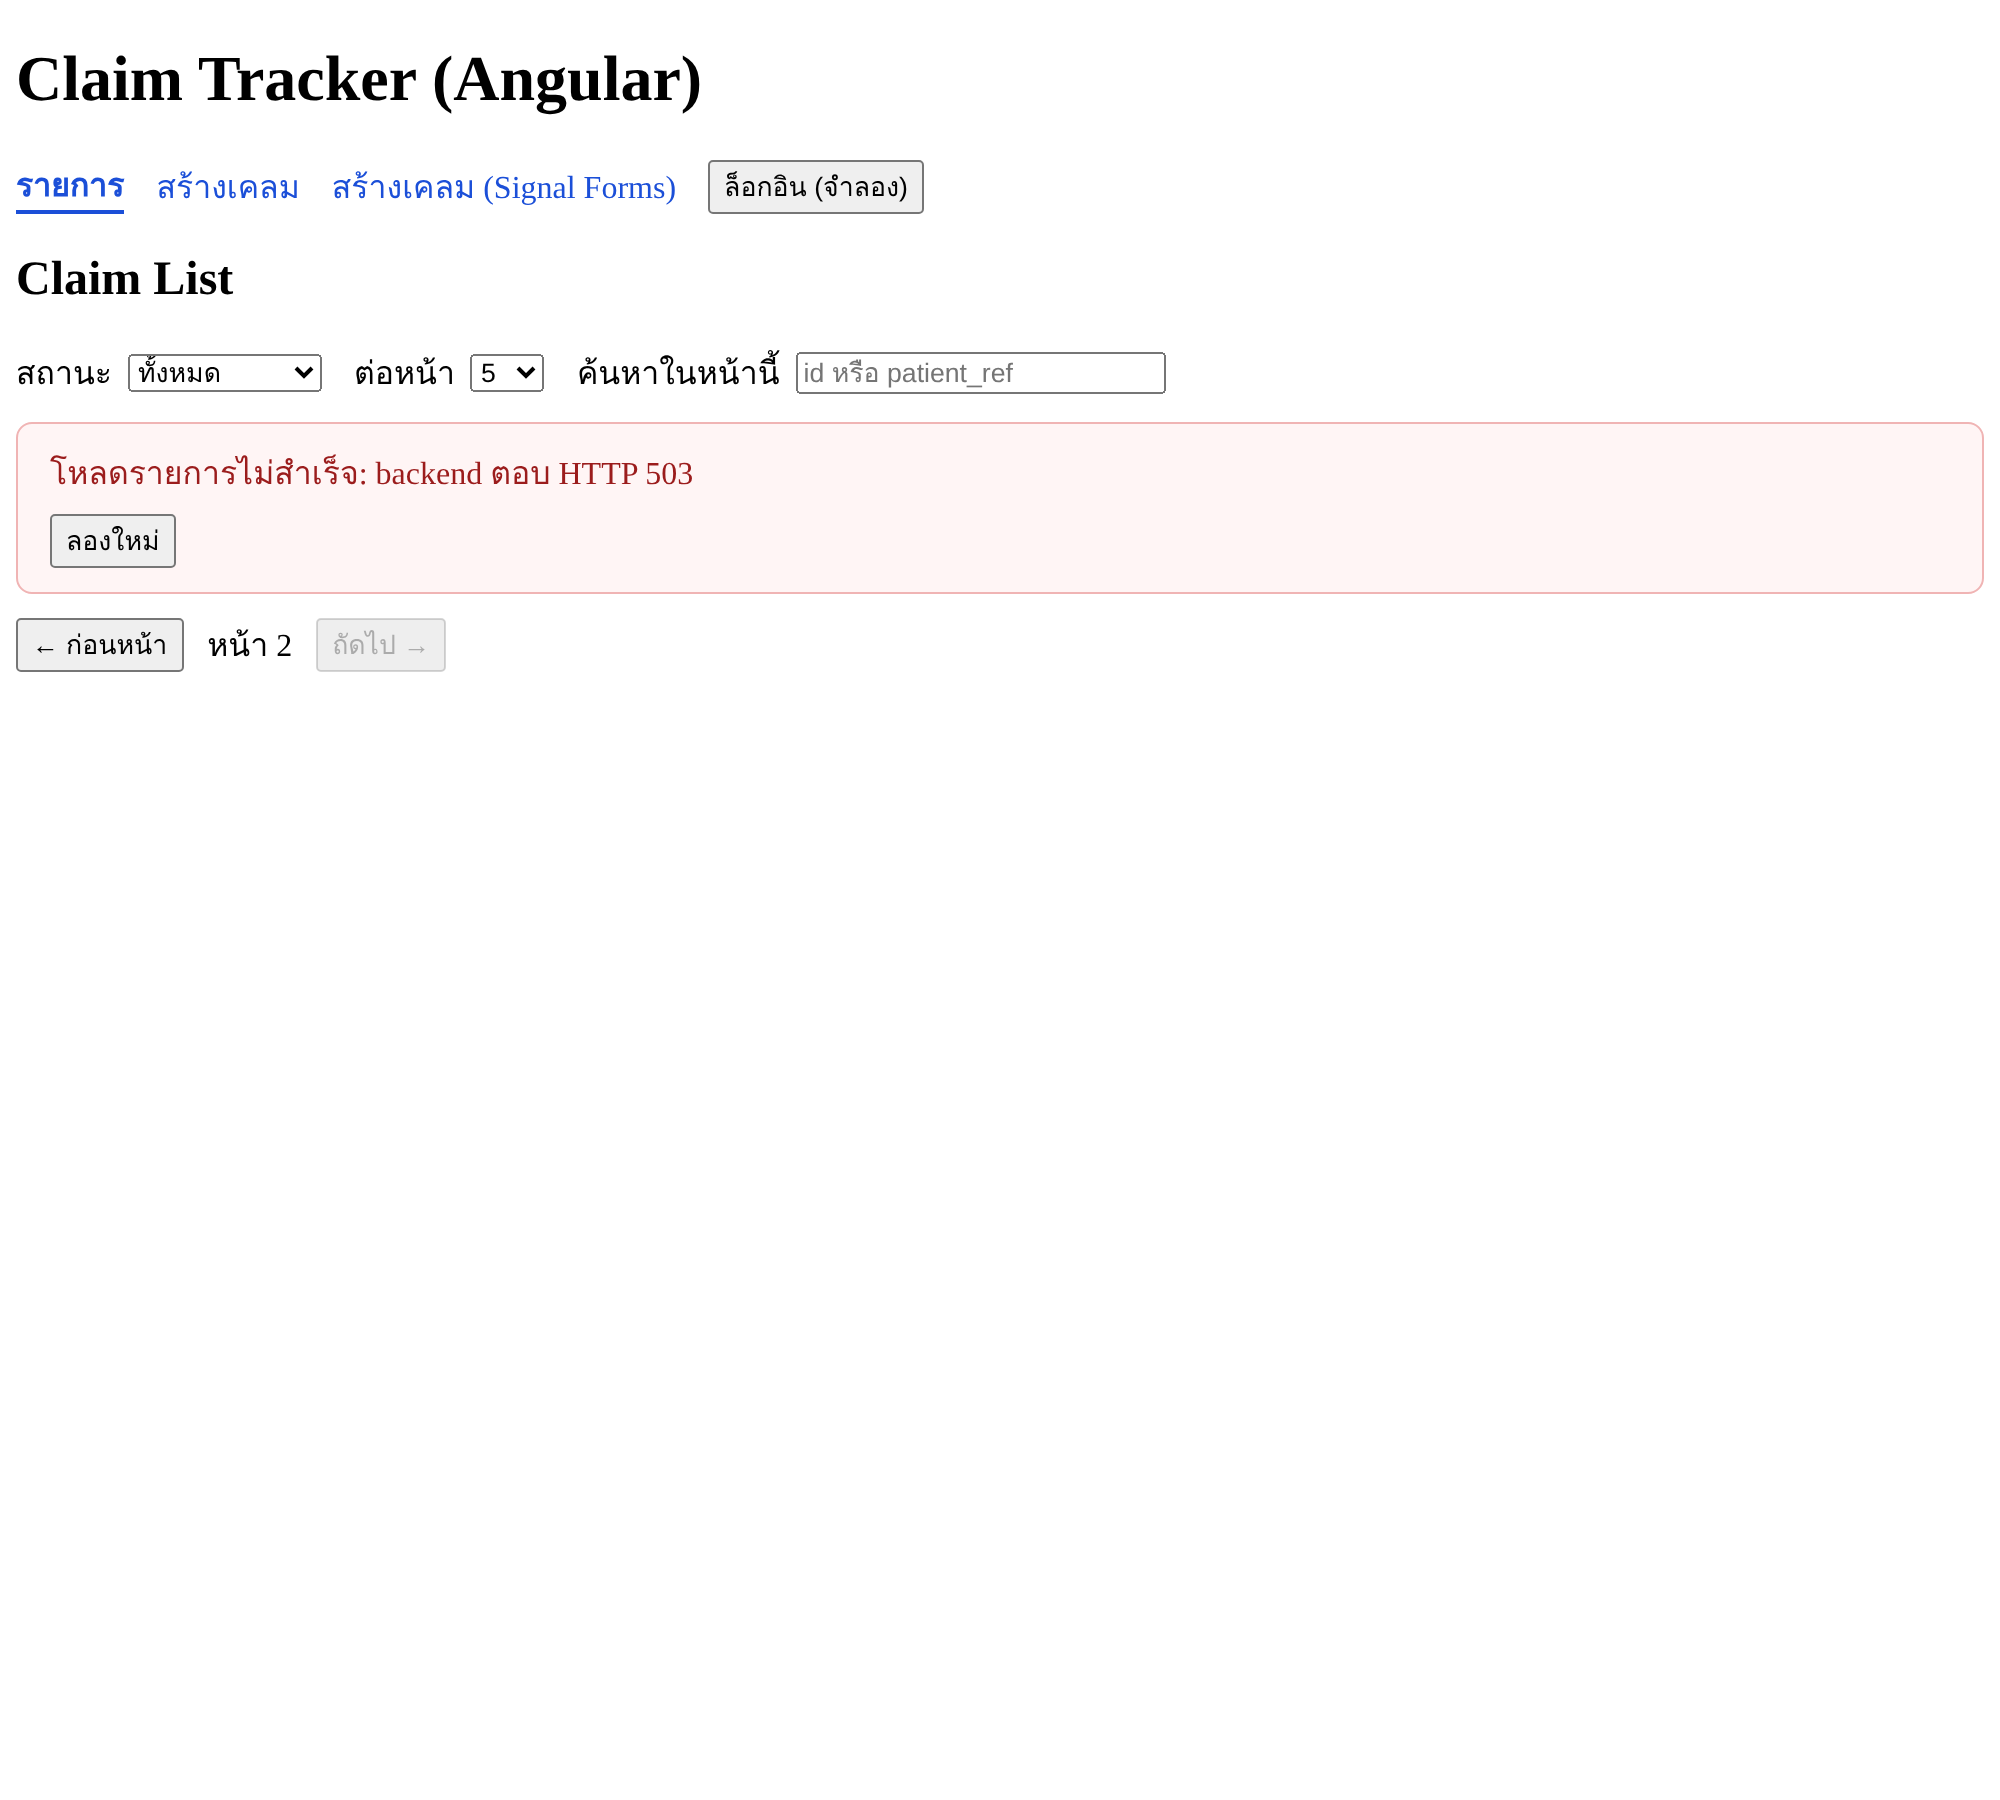 Claim Tracker (Angular)
รายการ สร้างเคลม สร้างเคลม (Signal Forms) ล็อกอิน (จำลอง)
Claim List
สถานะ ทั้งหมด ต่อหน้า 5 ค้นหาในหน้านี้ id หรือ patient_ref
โหลดรายการไม่สำเร็จ: backend ตอบ HTTP 503
ลองใหม่
← ก่อนหน้า หน้า 2 ถัดไป →